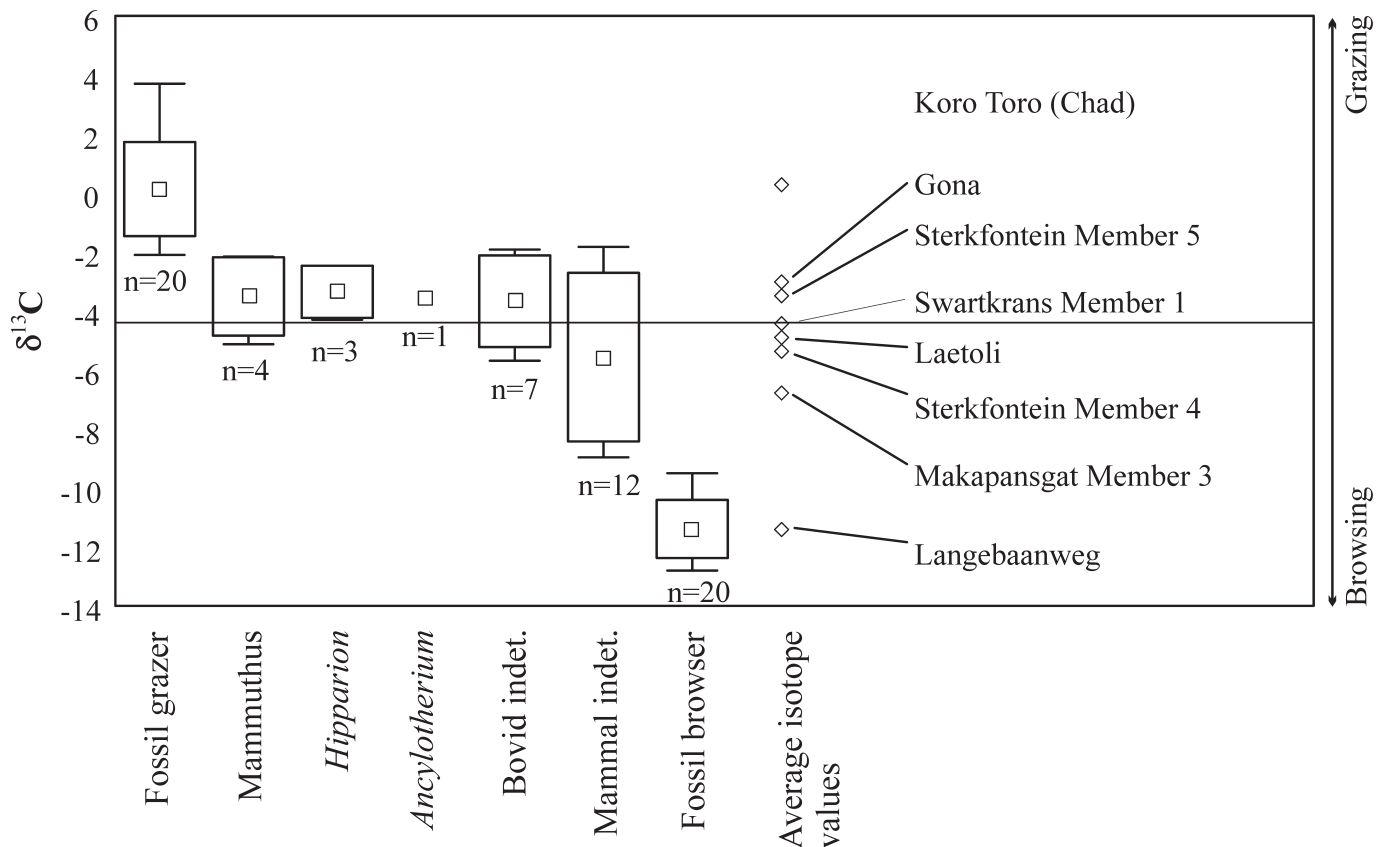 6
4
2
0
-2
-4
-6
-8
-10
-12
-14
δ¹³C
n=20
n=4
n=3
n=1
n=7
n=12
n=20
Koro Toro (Chad)
Gona
Sterkfontein Member 5
Swartkrans Member 1
Laetoli
Sterkfontein Member 4
Makapansgat Member 3
Langebaanweg
Grazing
Browsing
Fossil grazer
Mammuthus
Hipparion
Ancylotherium
Bovid indet.
Mammal indet.
Fossil browser
Average isotope
values